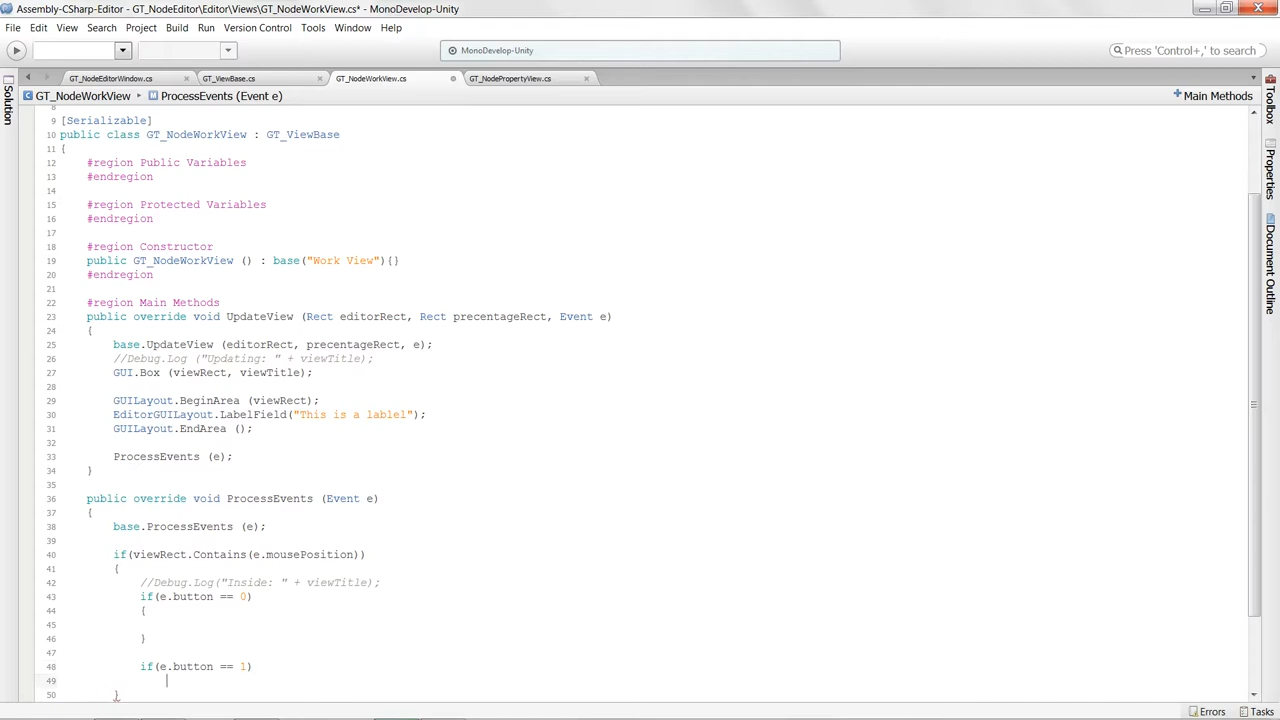 Assembly-CSharp-Editor - GT_NodeEditor\Editor\Views\GT_NodeWorkView.cs* - MonoDevelop-Unity
File Edit View Search Project Build Run Version Control Tools Window Help
MonoDevelop-Unity
Press 'Control+,' to search
GT_NodeEditorWindow.cs GT_ViewBase.cs GT_NodeWorkView.cs GT_NodePropertyView.cs
GT_NodeWorkView ProcessEvents (Event e) Main Methods
Solution
Toolbox
Properties
Document Outline
8
9 [Serializable]
10 public class GT_NodeWorkView : GT_ViewBase
11 {
12 #region Public Variables
13 #endregion
14
15 #region Protected Variables
16 #endregion
17
18 #region Constructor
19 public GT_NodeWorkView () : base("Work View"){}
20 #endregion
21
22 #region Main Methods
23 public override void UpdateView (Rect editorRect, Rect precentageRect, Event e)
24 {
25 base.UpdateView (editorRect, precentageRect, e);
26 //Debug.Log ("Updating: " + viewTitle);
27 GUI.Box (viewRect, viewTitle);
28
29 GUILayout.BeginArea (viewRect);
30 EditorGUILayout.LabelField("This is a lablel");
31 GUILayout.EndArea ();
32
33 ProcessEvents (e);
34 }
35
36 public override void ProcessEvents (Event e)
37 {
38 base.ProcessEvents (e);
39
40 if(viewRect.Contains(e.mousePosition))
41 {
42 //Debug.Log("Inside: " + viewTitle);
43 if(e.button == 0)
44 {
45
46 }
47
48 if(e.button == 1)
49
50 }
Errors Tasks